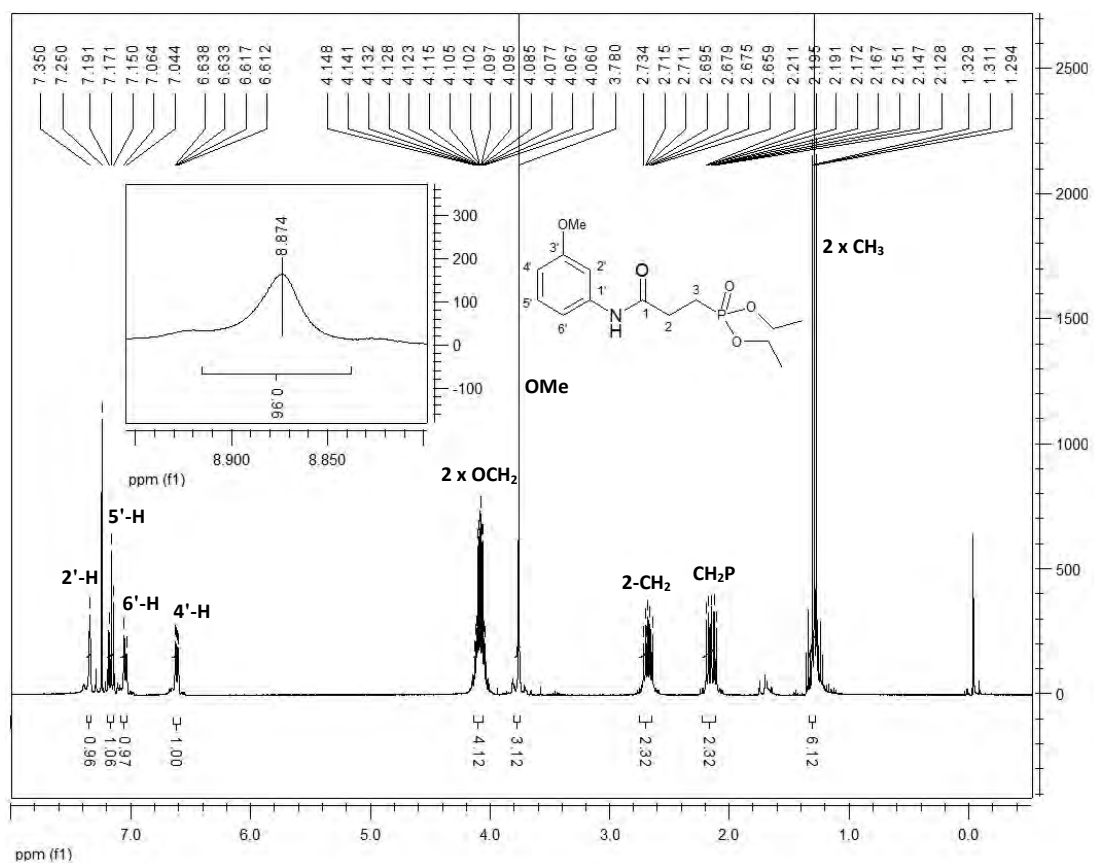 7.350 7.250 7.191 7.171 7.150 7.064 7.044 6.638 6.633 6.617 6.612 4.148 4.141 4.132 4.128 4.123 4.115 4.105 4.102 4.097 4.095 4.085 4.077 4.067 4.060 3.780 2.734 2.715 2.711 2.695 2.679 2.675 2.659 2.211 2.195 2.191 2.172 2.167 2.151 2.147 2.128 1.329 1.311 1.294
2500
2000
1500
1000
500
0
8.874
300
200
100
0
-100
0.96
8.900 8.850
ppm (f1)
OMe
3'
4' 2' O 3 O
5' 1' P
6' N 1 2 O
H O
2 x CH3
OMe
2 x OCH2
5'-H
2'-H
6'-H
4'-H
2-CH2
CH2P
0.96 1.06 0.97 1.00 4.12 3.12 2.32 2.32 6.12
7.0 6.0 5.0 4.0 3.0 2.0 1.0 0.0
ppm (f1)